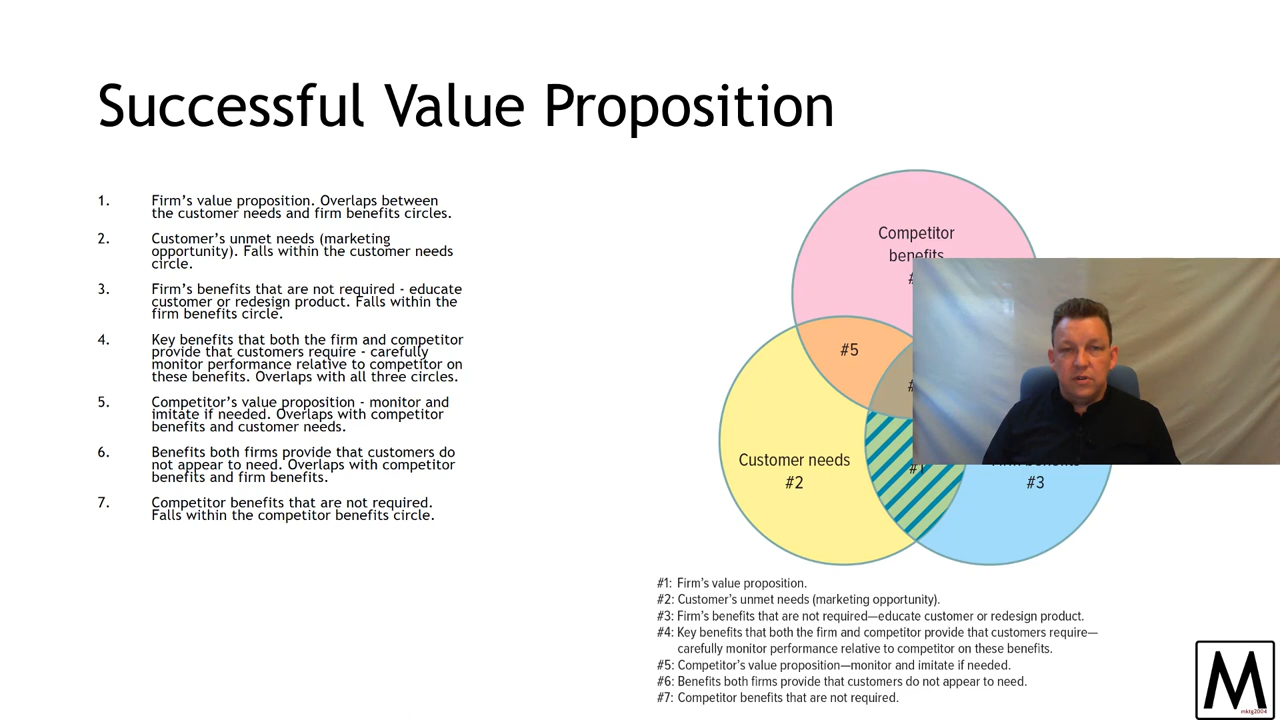 Successful Value Proposition
1. Firm's value proposition. Overlaps between
the customer needs and firm benefits circles.
2. Customer's unmet needs (marketing
opportunity). Falls within the customer needs
circle.
3. Firm's benefits that are not required - educate
customer or redesign product. Falls within the
firm benefits circle.
4. Key benefits that both the firm and competitor
provide that customers require - carefully
monitor performance relative to competitor on
these benefits. Overlaps with all three circles.
5. Competitor's value proposition - monitor and
imitate if needed. Overlaps with competitor
benefits and customer needs.
6. Benefits both firms provide that customers do
not appear to need. Overlaps with competitor
benefits and firm benefits.
7. Competitor benefits that are not required.
Falls within the competitor benefits circle.
Competitor
benefits
#5
Customer needs
#2
#1
#3
#1: Firm's value proposition.
#2: Customer's unmet needs (marketing opportunity).
#3: Firm's benefits that are not required—educate customer or redesign product.
#4: Key benefits that both the firm and competitor provide that customers require—
carefully monitor performance relative to competitor on these benefits.
#5: Competitor's value proposition—monitor and imitate if needed.
#6: Benefits both firms provide that customers do not appear to need.
#7: Competitor benefits that are not required.
M
mktg2004